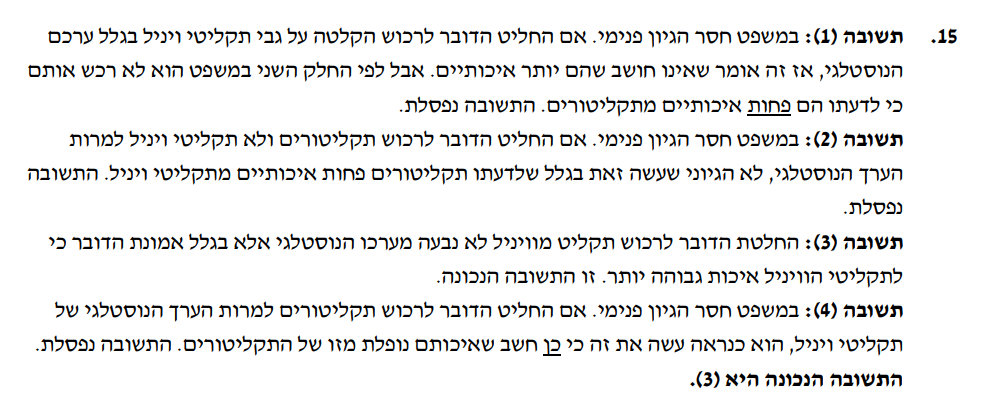 15. תשובה (1): במשפט חסר הגיון פנימי. אם החליט הדובר לרכוש הקלטה על גבי תקליטי ויניל בגלל ערכם
הנוסטלגי, אז זה אומר שאינו חושב שהם יותר איכותיים. אבל לפי החלק השני במשפט הוא לא רכש אותם
כי לדעתו הם פחות איכותיים מתקליטורים. התשובה נפסלת.
תשובה (2): במשפט חסר הגיון פנימי. אם החליט הדובר לרכוש תקליטורים ולא תקליטי ויניל למרות
הערך הנוסטלגי, לא הגיוני שעשה זאת בגלל שלדעתו תקליטורים פחות איכותיים מתקליטי ויניל. התשובה
נפסלת.
תשובה (3): החלטת הדובר לרכוש תקליט מוויניל לא נבעה מערכו הנוסטלגי אלא בגלל אמונת הדובר כי
לתקליטי הוויניל איכות גבוהה יותר. זו התשובה הנכונה.
תשובה (4): במשפט חסר הגיון פנימי. אם החליט הדובר לרכוש תקליטורים למרות הערך הנוסטלגי של
תקליטי ויניל, הוא כנראה עשה את זה כי כן חשב שאיכותם נופלת מזו של התקליטורים. התשובה נפסלת.
התשובה הנכונה היא (3).